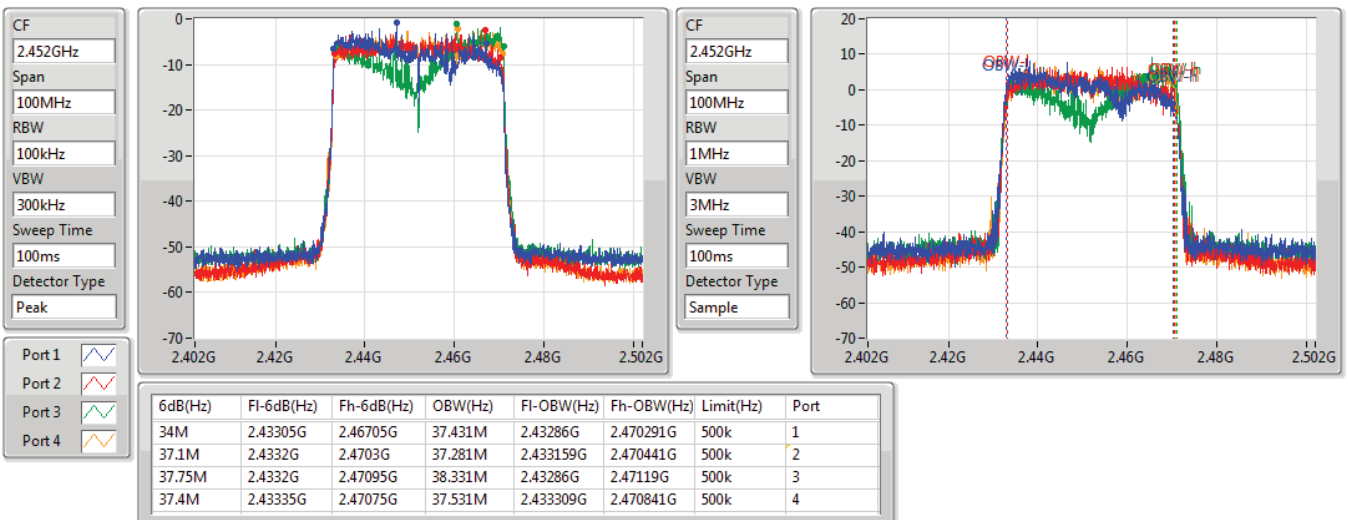 CF
2.452GHz
Span
100MHz
RBW
100kHz
VBW
300kHz
Sweep Time
100ms
Detector Type
Peak
0
-10
-20
-30
-40
-50
-60
-70
2.402G 2.42G 2.44G 2.46G 2.48G 2.502G
CF
2.452GHz
Span
100MHz
RBW
1MHz
VBW
3MHz
Sweep Time
100ms
Detector Type
Sample
20
10
0
-10
-20
-30
-40
-50
-60
-70
OBW-l
OBW-h
2.402G 2.42G 2.44G 2.46G 2.48G 2.502G
Port 1
Port 2
Port 3
Port 4
6dB(Hz) Fl-6dB(Hz) Fh-6dB(Hz) OBW(Hz) Fl-OBW(Hz) Fh-OBW(Hz) Limit(Hz) Port
34M 2.43305G 2.46705G 37.431M 2.43286G 2.470291G 500k 1
37.1M 2.4332G 2.4703G 37.281M 2.433159G 2.470441G 500k 2
37.75M 2.4332G 2.47095G 38.331M 2.43286G 2.47119G 500k 3
37.4M 2.43335G 2.47075G 37.531M 2.433309G 2.470841G 500k 4